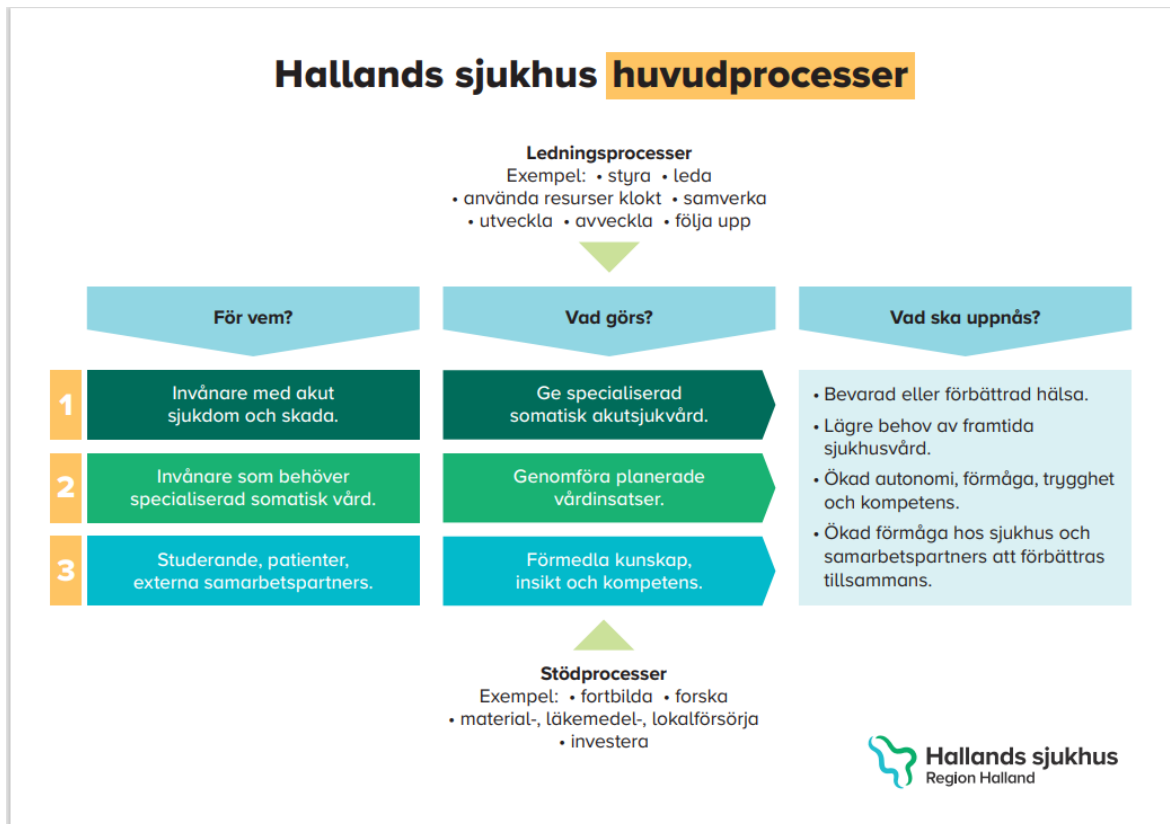 Hallands sjukhus huvudprocesser
Ledningsprocesser
Exempel: • styra • leda
• använda resurser klokt • samverka
• utveckla • avveckla • följa upp
För vem?
Vad görs?
Vad ska uppnås?
1
Invånare med akut
sjukdom och skada.
Ge specialiserad
somatisk akutsjukvård.
2
Invånare som behöver
specialiserad somatisk vård.
Genomföra planerade
vårdinsatser.
3
Studerande, patienter,
externa samarbetspartners.
Förmedla kunskap,
insikt och kompetens.
• Bevarad eller förbättrad hälsa.
• Lägre behov av framtida
sjukhusvård.
• Ökad autonomi, förmåga, trygghet
och kompetens.
• Ökad förmåga hos sjukhus och
samarbetspartners att förbättras
tillsammans.
Stödprocesser
Exempel: • fortbilda • forska
• material-, läkemedel-, lokalförsörja
• investera
Hallands sjukhus
Region Halland